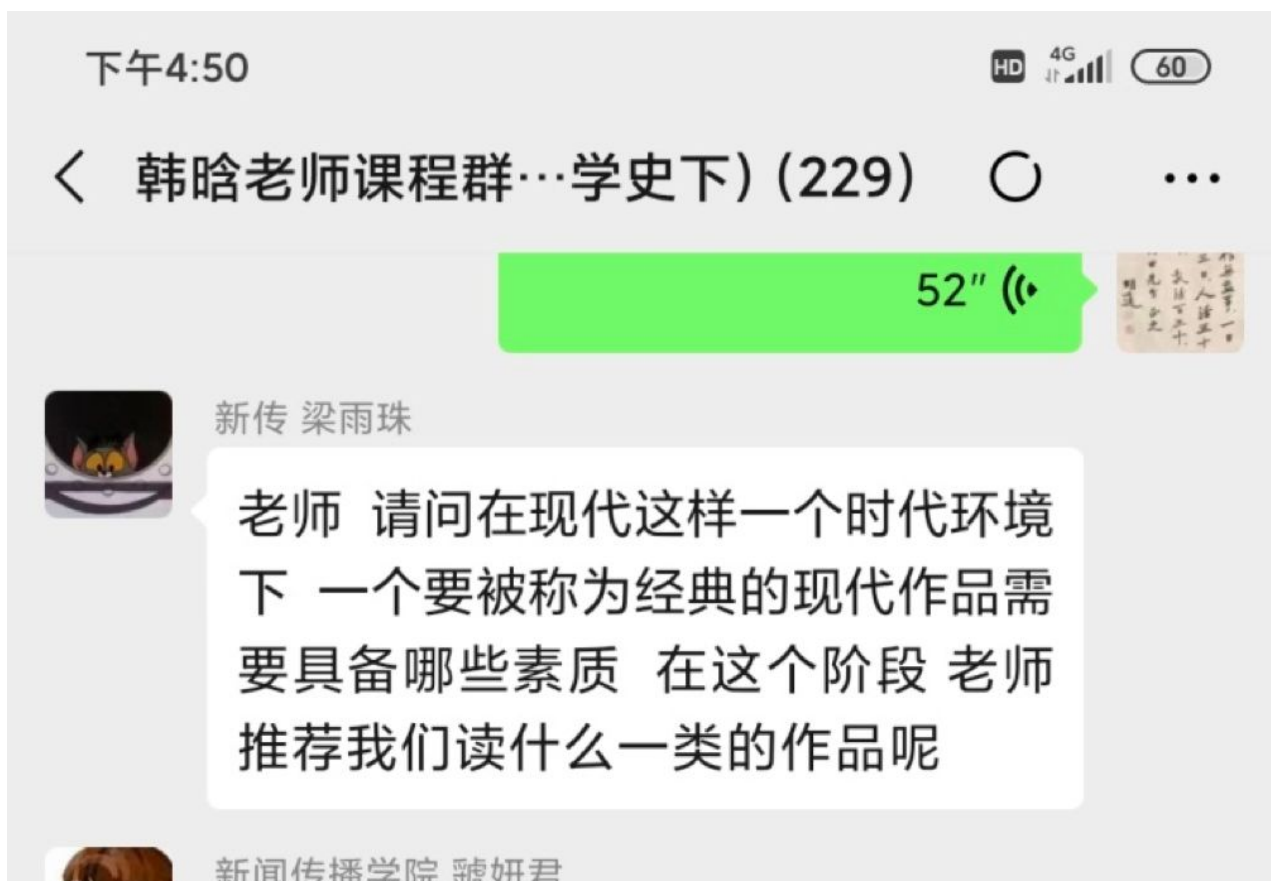 下午4:50
HD 4G 60
韩晗老师课程群…学史下）（229）
52"
新传 梁雨珠
老师 请问在现代这样一个时代环境
下 一个要被称为经典的现代作品需
要具备哪些素质 在这个阶段 老师
推荐我们读什么一类的作品呢
新闻传播学院 虢妍君